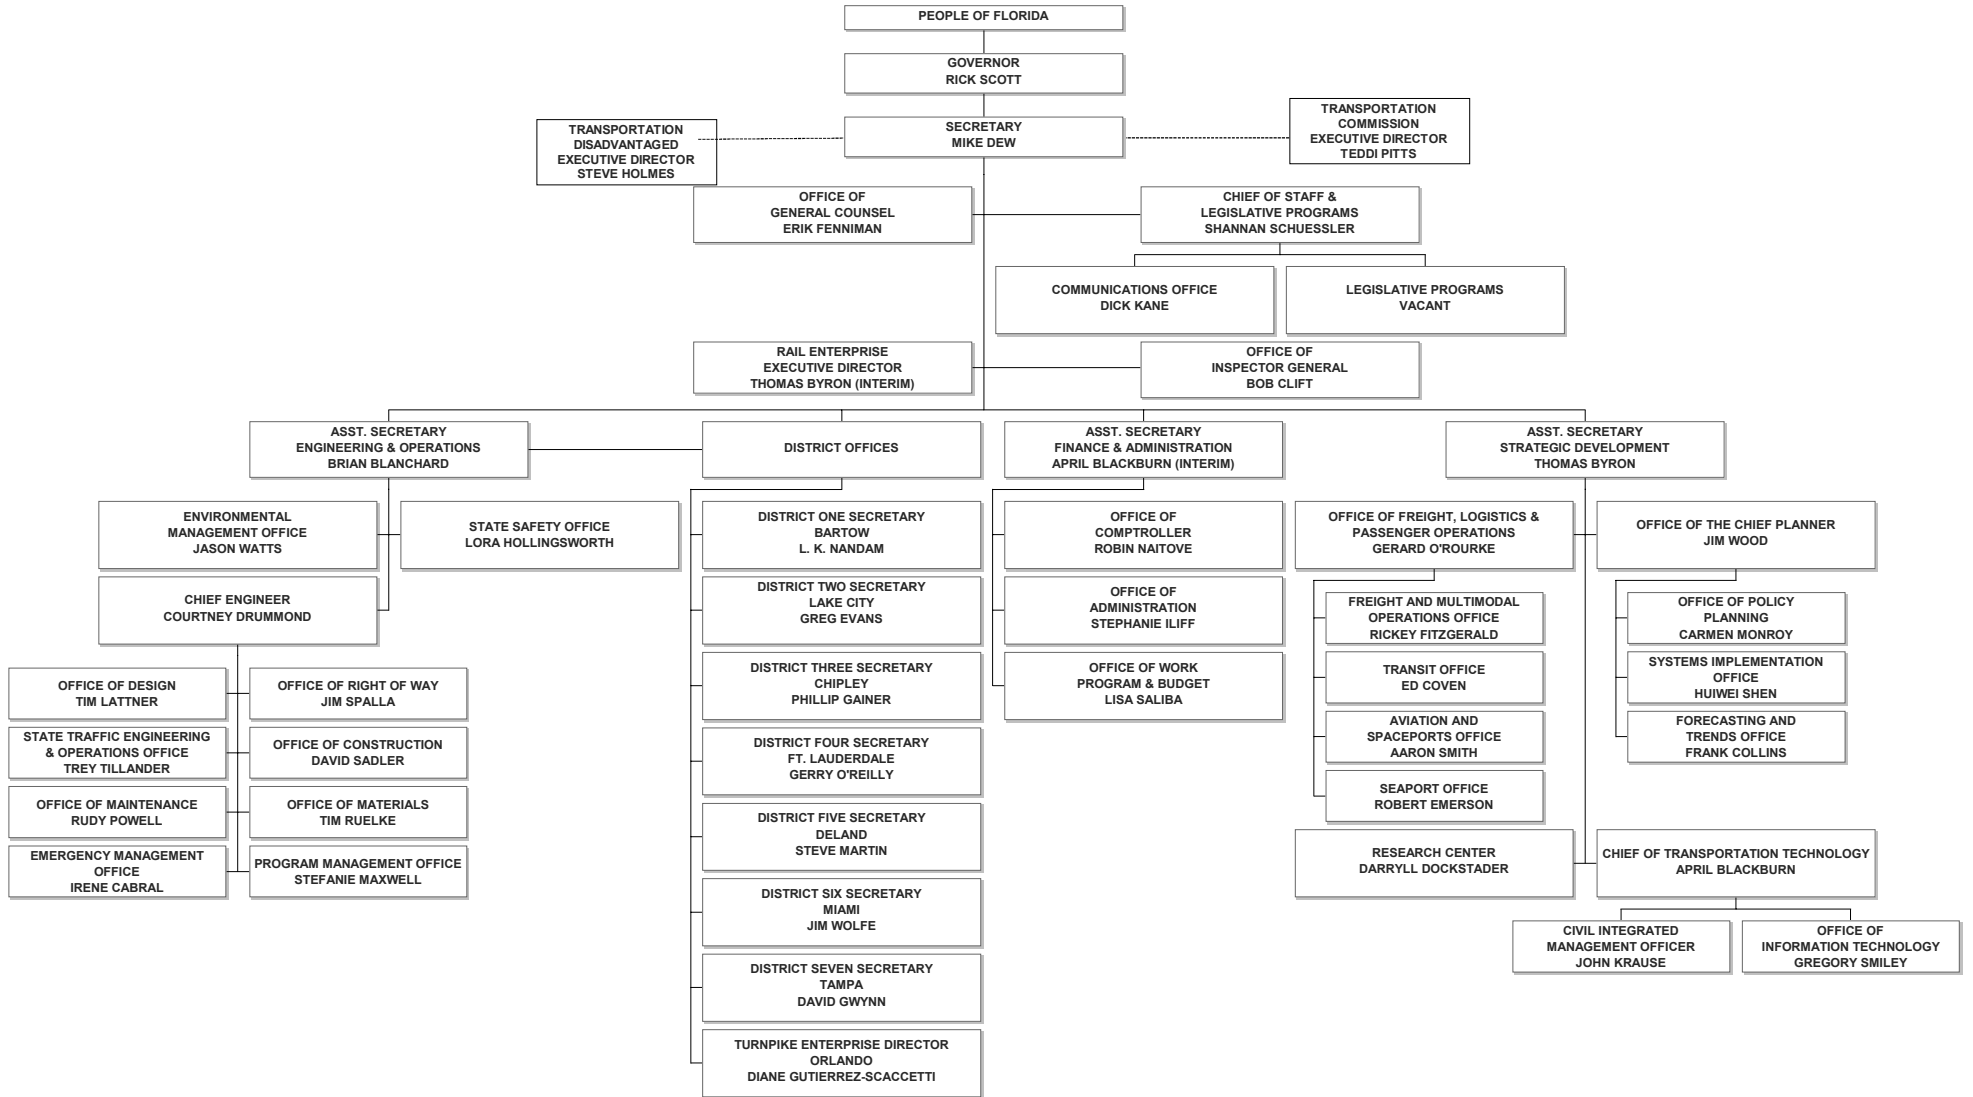 PEOPLE OF FLORIDA
GOVERNOR
RICK SCOTT
SECRETARY
MIKE DEW
TRANSPORTATION
DISADVANTAGED
EXECUTIVE DIRECTOR
STEVE HOLMES
TRANSPORTATION
COMMISSION
EXECUTIVE DIRECTOR
TEDDI PITTS
OFFICE OF
GENERAL COUNSEL
ERIK FENNIMAN
CHIEF OF STAFF &
LEGISLATIVE PROGRAMS
SHANNAN SCHUESSLER
COMMUNICATIONS OFFICE
DICK KANE
LEGISLATIVE PROGRAMS
VACANT
RAIL ENTERPRISE
EXECUTIVE DIRECTOR
THOMAS BYRON (INTERIM)
OFFICE OF
INSPECTOR GENERAL
BOB CLIFT
ASST. SECRETARY
ENGINEERING & OPERATIONS
BRIAN BLANCHARD
DISTRICT OFFICES
ASST. SECRETARY
FINANCE & ADMINISTRATION
APRIL BLACKBURN (INTERIM)
ASST. SECRETARY
STRATEGIC DEVELOPMENT
THOMAS BYRON
ENVIRONMENTAL
MANAGEMENT OFFICE
JASON WATTS
STATE SAFETY OFFICE
LORA HOLLINGSWORTH
CHIEF ENGINEER
COURTNEY DRUMMOND
OFFICE OF DESIGN
TIM LATTNER
OFFICE OF RIGHT OF WAY
JIM SPALLA
STATE TRAFFIC ENGINEERING
& OPERATIONS OFFICE
TREY TILLANDER
OFFICE OF CONSTRUCTION
DAVID SADLER
OFFICE OF MAINTENANCE
RUDY POWELL
OFFICE OF MATERIALS
TIM RUELKE
EMERGENCY MANAGEMENT
OFFICE
IRENE CABRAL
PROGRAM MANAGEMENT OFFICE
STEFANIE MAXWELL
DISTRICT ONE SECRETARY
BARTOW
L. K. NANDAM
DISTRICT TWO SECRETARY
LAKE CITY
GREG EVANS
DISTRICT THREE SECRETARY
CHIPLEY
PHILLIP GAINER
DISTRICT FOUR SECRETARY
FT. LAUDERDALE
GERRY O'REILLY
DISTRICT FIVE SECRETARY
DELAND
STEVE MARTIN
DISTRICT SIX SECRETARY
MIAMI
JIM WOLFE
DISTRICT SEVEN SECRETARY
TAMPA
DAVID GWYNN
TURNPIKE ENTERPRISE DIRECTOR
ORLANDO
DIANE GUTIERREZ-SCACCETTI
OFFICE OF
COMPTROLLER
ROBIN NAITOVE
OFFICE OF
ADMINISTRATION
STEPHANIE ILIFF
OFFICE OF WORK
PROGRAM & BUDGET
LISA SALIBA
OFFICE OF FREIGHT, LOGISTICS &
PASSENGER OPERATIONS
GERARD O'ROURKE
OFFICE OF THE CHIEF PLANNER
JIM WOOD
FREIGHT AND MULTIMODAL
OPERATIONS OFFICE
RICKEY FITZGERALD
TRANSIT OFFICE
ED COVEN
AVIATION AND
SPACEPORTS OFFICE
AARON SMITH
SEAPORT OFFICE
ROBERT EMERSON
OFFICE OF POLICY
PLANNING
CARMEN MONROY
SYSTEMS IMPLEMENTATION
OFFICE
HUIWEI SHEN
FORECASTING AND
TRENDS OFFICE
FRANK COLLINS
RESEARCH CENTER
DARRYLL DOCKSTADER
CHIEF OF TRANSPORTATION TECHNOLOGY
APRIL BLACKBURN
CIVIL INTEGRATED
MANAGEMENT OFFICER
JOHN KRAUSE
OFFICE OF
INFORMATION TECHNOLOGY
GREGORY SMILEY